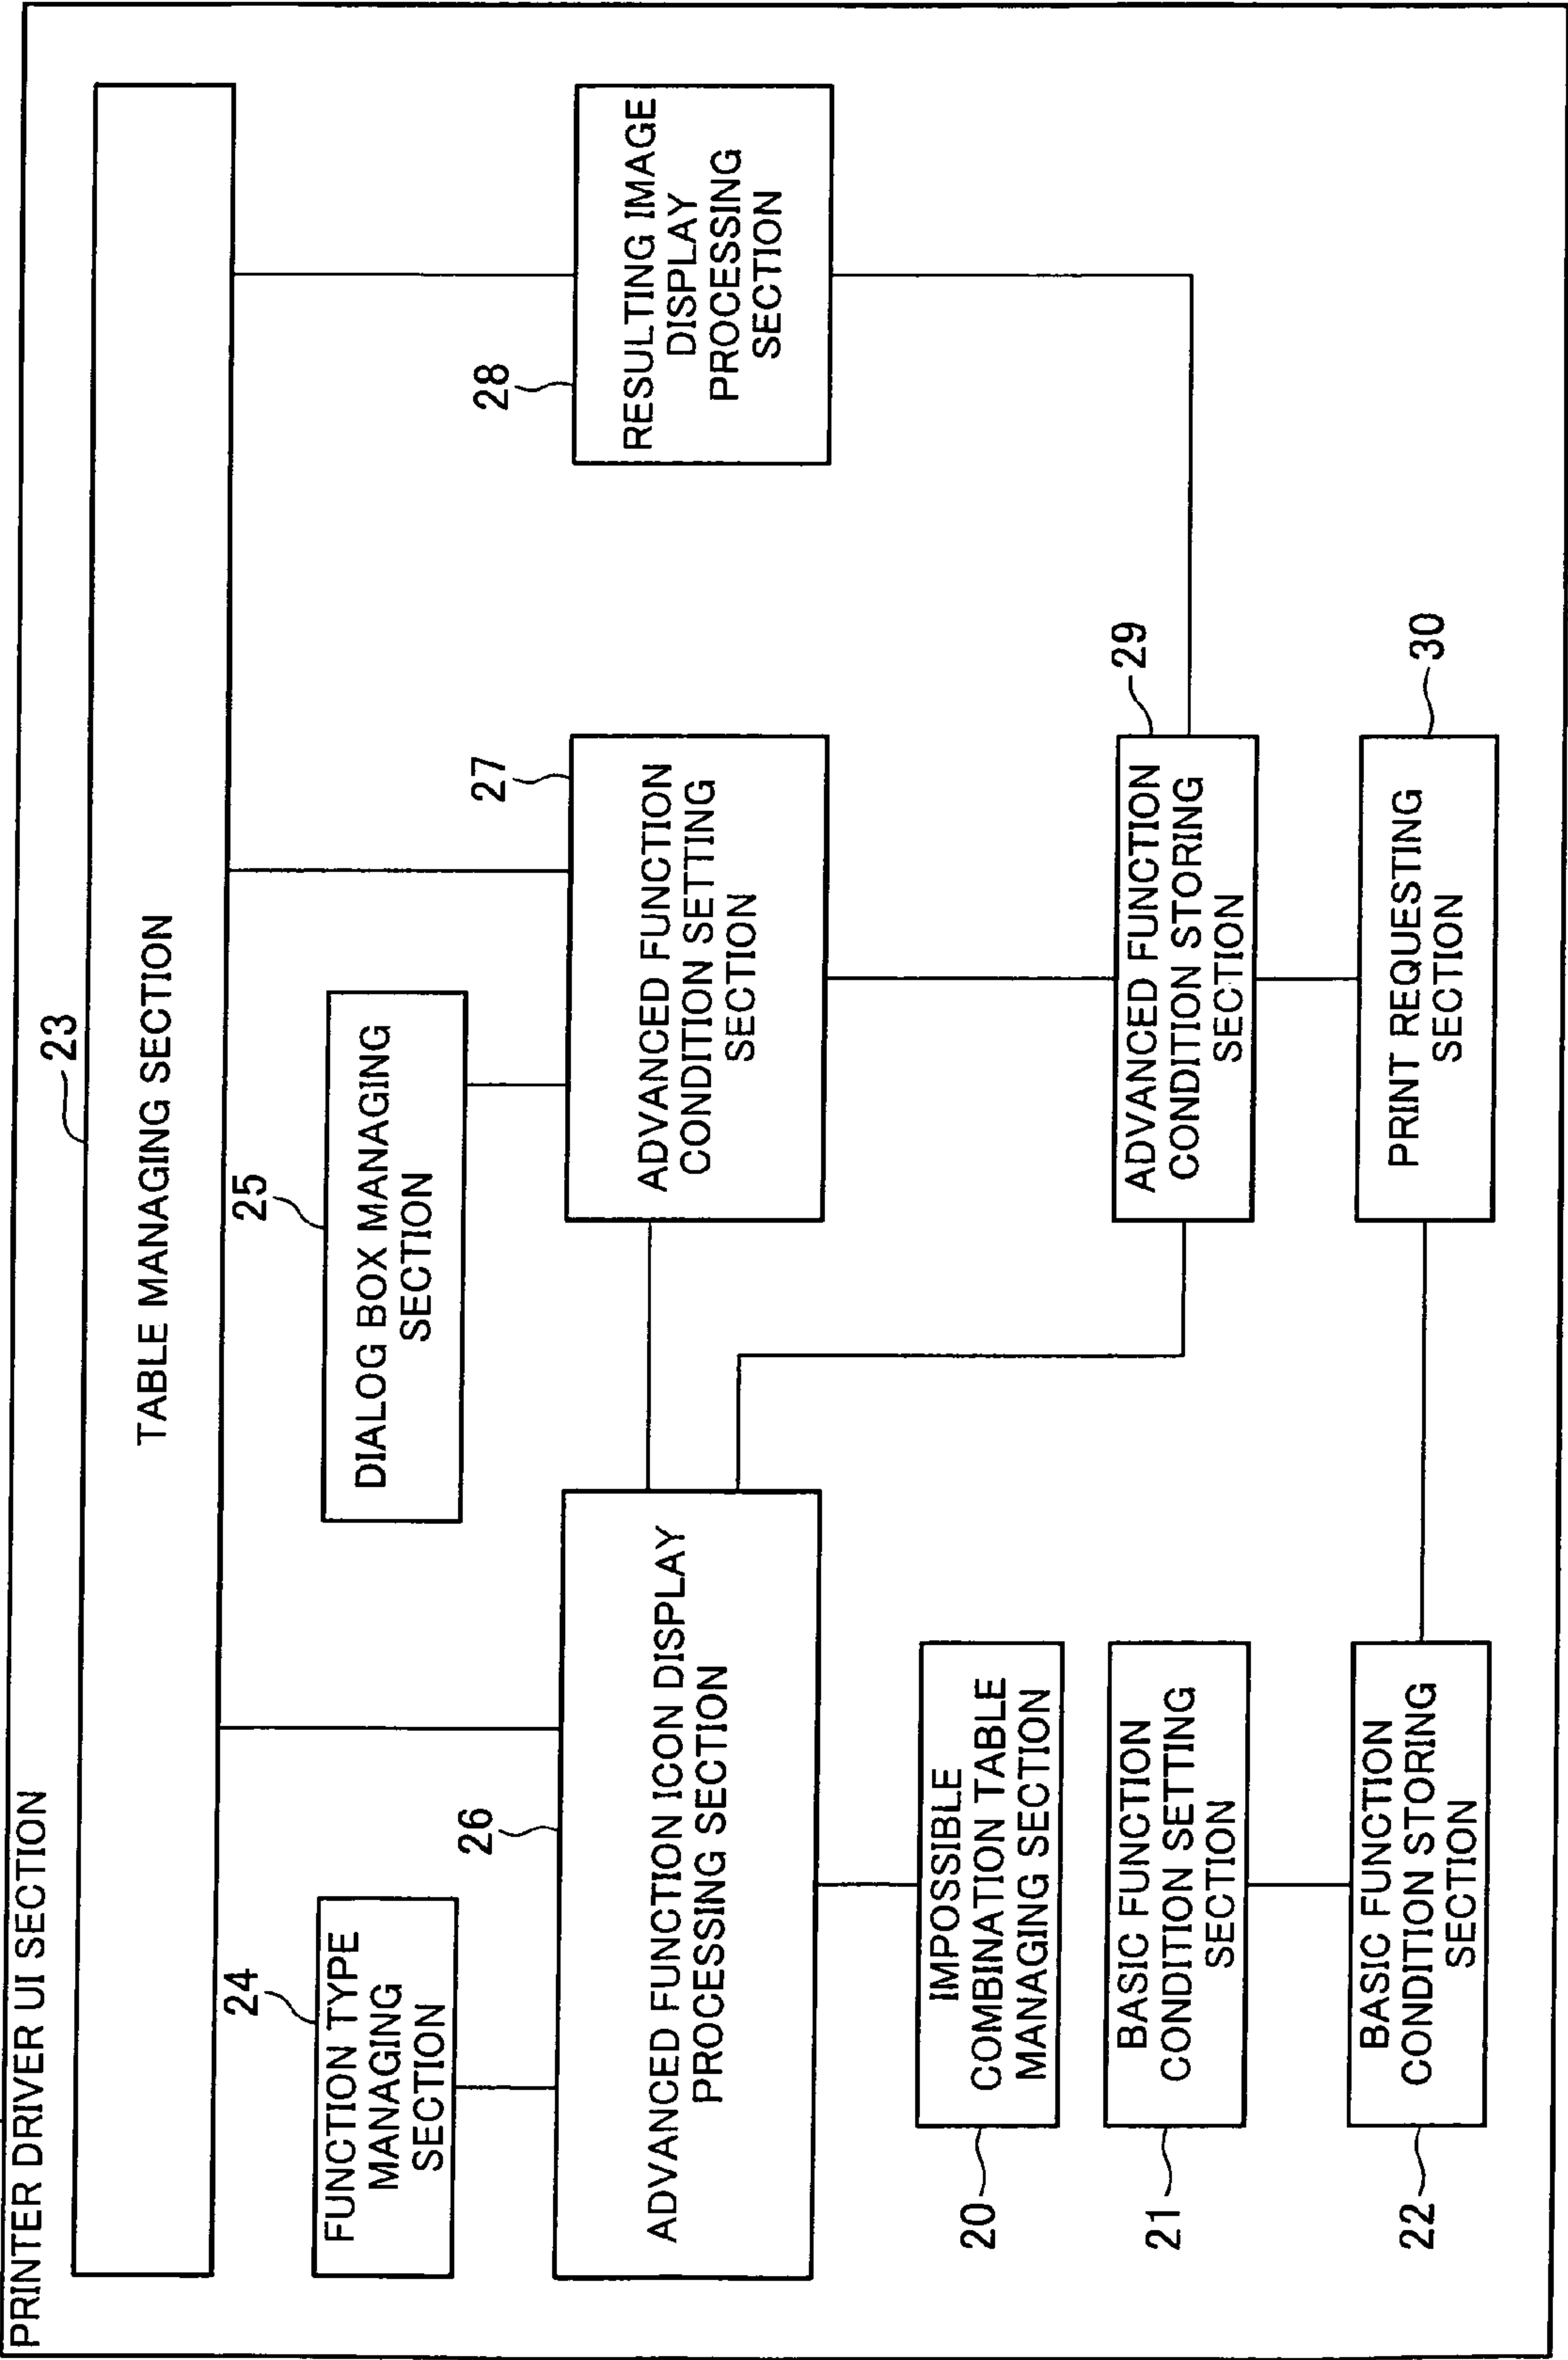 PRINTER DRIVER UI SECTION
23
TABLE MANAGING SECTION
24
FUNCTION TYPE
MANAGING
SECTION
25
DIALOG BOX MANAGING
SECTION
26
ADVANCED FUNCTION ICON DISPLAY
PROCESSING SECTION
27
ADVANCED FUNCTION
CONDITION SETTING
SECTION
28
RESULTING IMAGE
DISPLAY
PROCESSING
SECTION
20
IMPOSSIBLE
COMBINATION TABLE
MANAGING SECTION
21
BASIC FUNCTION
CONDITION SETTING
SECTION
29
ADVANCED FUNCTION
CONDITION STORING
SECTION
22
BASIC FUNCTION
CONDITION STORING
SECTION
30
PRINT REQUESTING
SECTION